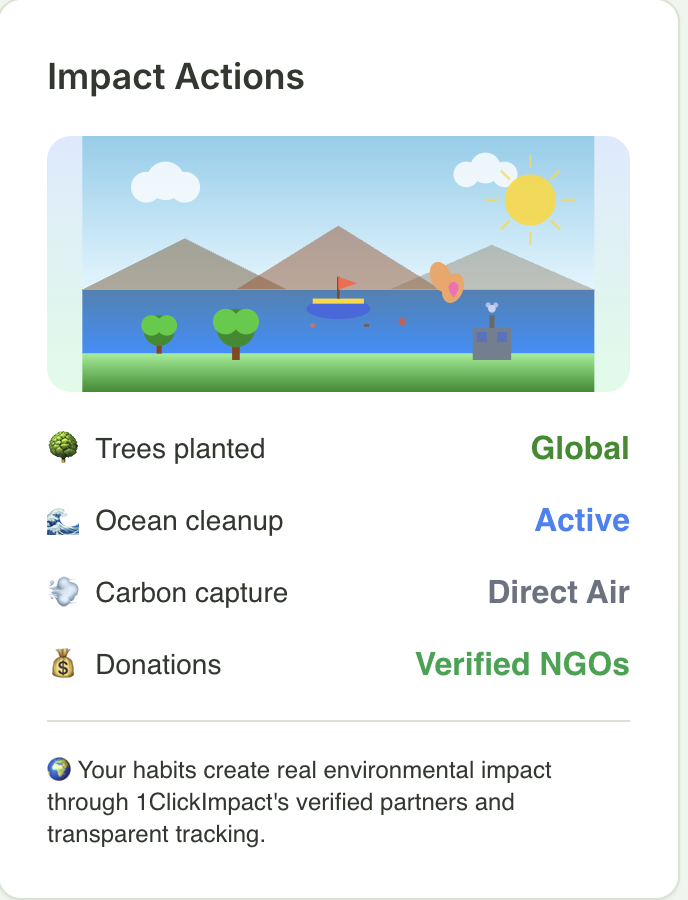 Impact Actions
Trees planted Global
Ocean cleanup Active
Carbon capture Direct Air
Donations Verified NGOs
Your habits create real environmental impact
through 1ClickImpact's verified partners and
transparent tracking.